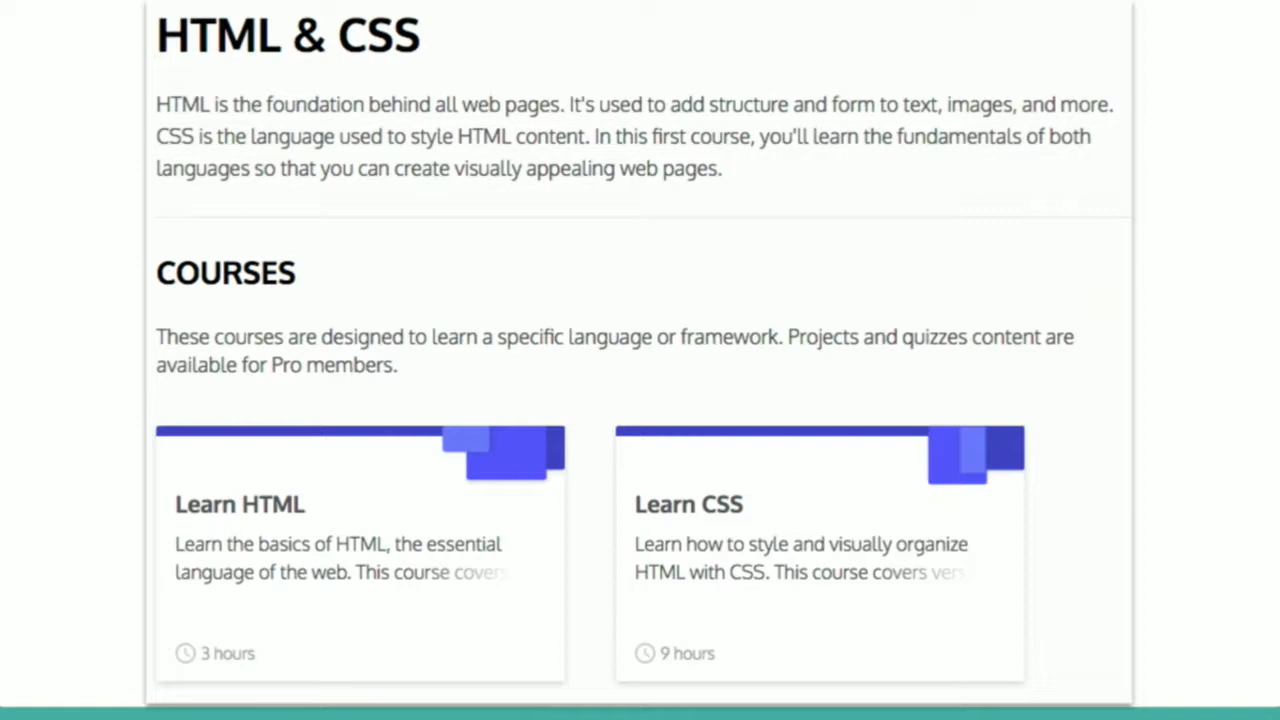 HTML & CSS
HTML is the foundation behind all web pages. It's used to add structure and form to text, images, and more.
CSS is the language used to style HTML content. In this first course, you'll learn the fundamentals of both
languages so that you can create visually appealing web pages.
COURSES
These courses are designed to learn a specific language or framework. Projects and quizzes content are
available for Pro members.
Learn HTML
Learn the basics of HTML, the essential
language of the web. This course covers
3 hours
Learn CSS
Learn how to style and visually organize
HTML with CSS. This course covers vers
9 hours